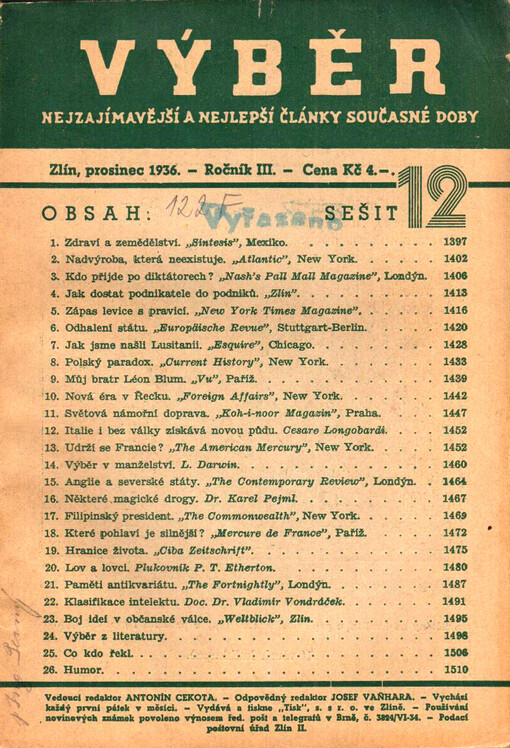 VÝBĚR
NEJZAJÍMAVĚJŠÍ A NEJLEPŠÍ ČLÁNKY SOUČASNÉ DOBY
Zlín, prosinec 1936. – Ročník III. – Cena Kč 4.–.
OBSAH: 122 F Vyřazeno SEŠIT 12
1. Zdraví a zemědělství. „Sintesis", Mexiko. 1397
2. Nadvýroba, která neexistuje. „Atlantic", New York. 1402
3. Kdo přijde po diktátorech? „Nash's Pall Mall Magazine", Londýn. 1406
4. Jak dostat podnikatele do podniků. „Zlín". 1413
5. Zápas levice s pravicí. „New York Times Magazine", 1416
6. Odhalení státu. „Europäische Revue", Stuttgart-Berlin. 1420
7. Jak jsme našli Lusitanii. „Esquire", Chicago. 1428
8. Polský paradox. „Current History", New York. 1433
9. Můj bratr Léon Blum. „Vu", Paříž. 1439
10. Nová éra v Řecku. „Foreign Affairs", New York. 1442
11. Světová námořní doprava. „Koh-i-noor Magazin", Praha. 1447
12. Italie i bez války získává novou půdu. Cesare Longobardi. 1452
13. Udrží se Francie? „The American Mercury", New York. 1452
14. Výběr v manželství. L. Darwin. 1460
15. Anglie a severské státy. „The Contemporary Review", Londýn. 1464
16. Některé magické drogy. Dr. Karel Pejml. 1467
17. Filipinský president. „The Commonwealth", New York. 1469
18. Které pohlaví je silnější? „Mercure de France", Paříž. 1472
19. Hranice života. „Ciba Zeitschrift". 1475
20. Lov a lovci. Plukovník P. T. Etherton. 1480
21. Paměti antikvariátu. „The Fortnightly", Londýn. 1487
22. Klasifikace intelektu. Doc. Dr. Vladimír Vondráček. 1491
23. Boj ideí v občanské válce. „Weltblick", Zlín. 1495
24. Výběr z literatury. 1498
25. Co kdo řekl. 1506
26. Humor. 1510
Vedoucí redaktor ANTONÍN CEKOTA. – Odpovědný redaktor JOSEF VAŇHARA. – Vychází
každý první pátek v měsíci. – Vydává a tiskne „Tisk", s. s r. o. ve Zlíně. – Používání
novinových známek povoleno výnosem řed. pošt a telegrafů v Brně, č. 3824/VI-34. – Podací
poštovní úřad Zlín II.